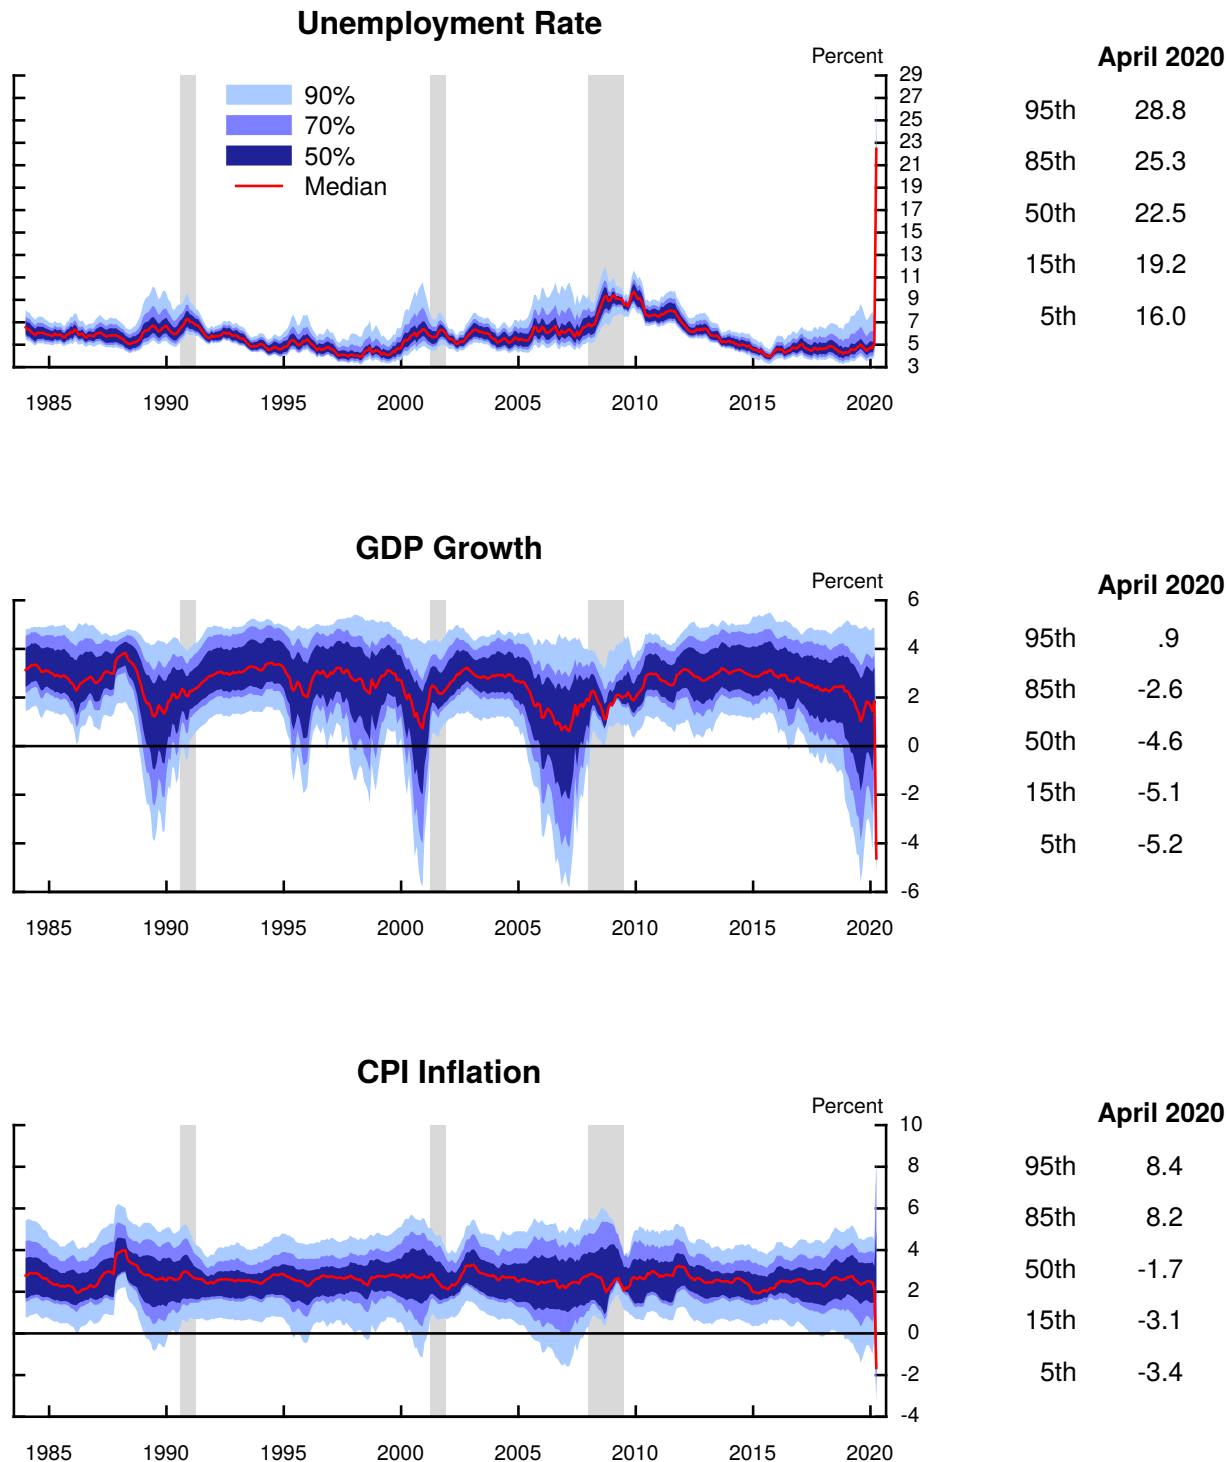 Unemployment Rate
Percent
April 2020
90%
70%
50%
Median
29
27
25
23
21
19
17
15
13
11
9
7
5
3
1985 1990 1995 2000 2005 2010 2015 2020
95th 28.8
85th 25.3
50th 22.5
15th 19.2
5th 16.0
GDP Growth
Percent
April 2020
6
4
2
0
-2
-4
-6
1985 1990 1995 2000 2005 2010 2015 2020
95th .9
85th -2.6
50th -4.6
15th -5.1
5th -5.2
CPI Inflation
Percent
April 2020
10
8
6
4
2
0
-2
-4
1985 1990 1995 2000 2005 2010 2015 2020
95th 8.4
85th 8.2
50th -1.7
15th -3.1
5th -3.4